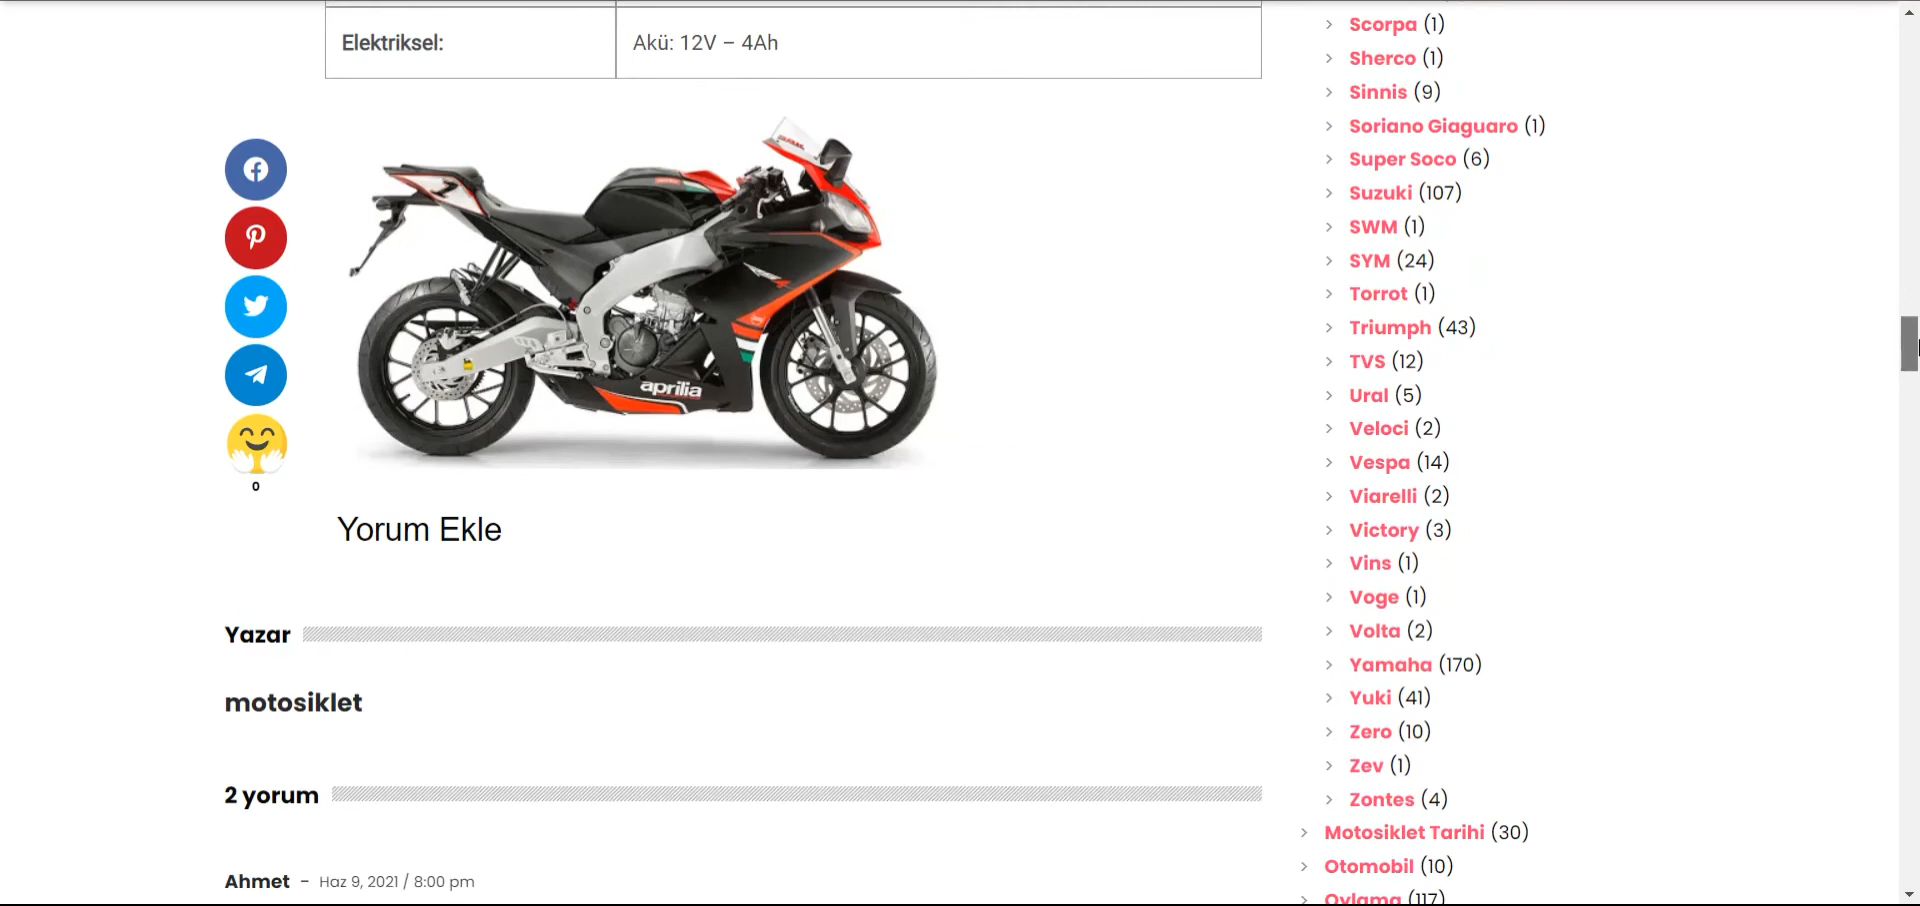 Elektriksel:
Akü: 12V – 4Ah
aprilia
0
Yorum Ekle
Yazar
motosiklet
2 yorum
Ahmet – Haz 9, 2021 / 8:00 pm
Scorpa (1)
Sherco (1)
Sinnis (9)
Soriano Giaguaro (1)
Super Soco (6)
Suzuki (107)
SWM (1)
SYM (24)
Torrot (1)
Triumph (43)
TVS (12)
Ural (5)
Veloci (2)
Vespa (14)
Viarelli (2)
Victory (3)
Vins (1)
Voge (1)
Volta (2)
Yamaha (170)
Yuki (41)
Zero (10)
Zev (1)
Zontes (4)
Motosiklet Tarihi (30)
Otomobil (10)
Oylama (117)